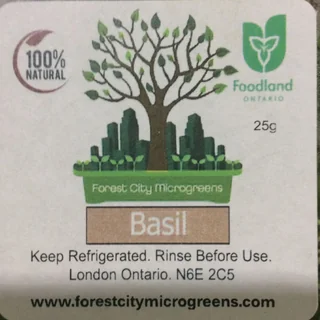 100%
NATURAL
Foodland
ONTARIO
25g
Forest City Microgreens
Basil
Keep Refrigerated. Rinse Before Use.
London Ontario. N6E 2C5
www.forestcitymicrogreens.com